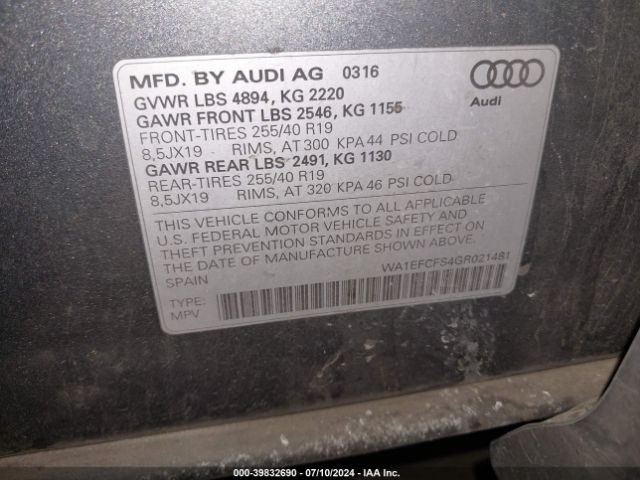 MFD. BY AUDI AG 0316
GVWR LBS 4894, KG 2220
GAWR FRONT LBS 2546, KG 1155
FRONT-TIRES 255/40 R19
8,5JX19 RIMS, AT 300 KPA 44 PSI COLD
GAWR REAR LBS 2491, KG 1130
REAR-TIRES 255/40 R19
8,5JX19 RIMS, AT 320 KPA 46 PSI COLD
Audi
THIS VEHICLE CONFORMS TO ALL APPLICABLE
U.S. FEDERAL MOTOR VEHICLE SAFETY AND
THEFT PREVENTION STANDARDS IN EFFECT ON
THE DATE OF MANUFACTURE SHOWN ABOVE.
SPAIN
WA1EFCFS4GR021481
TYPE:
MPV
000-39832690 - 07/10/2024 - IAA Inc.